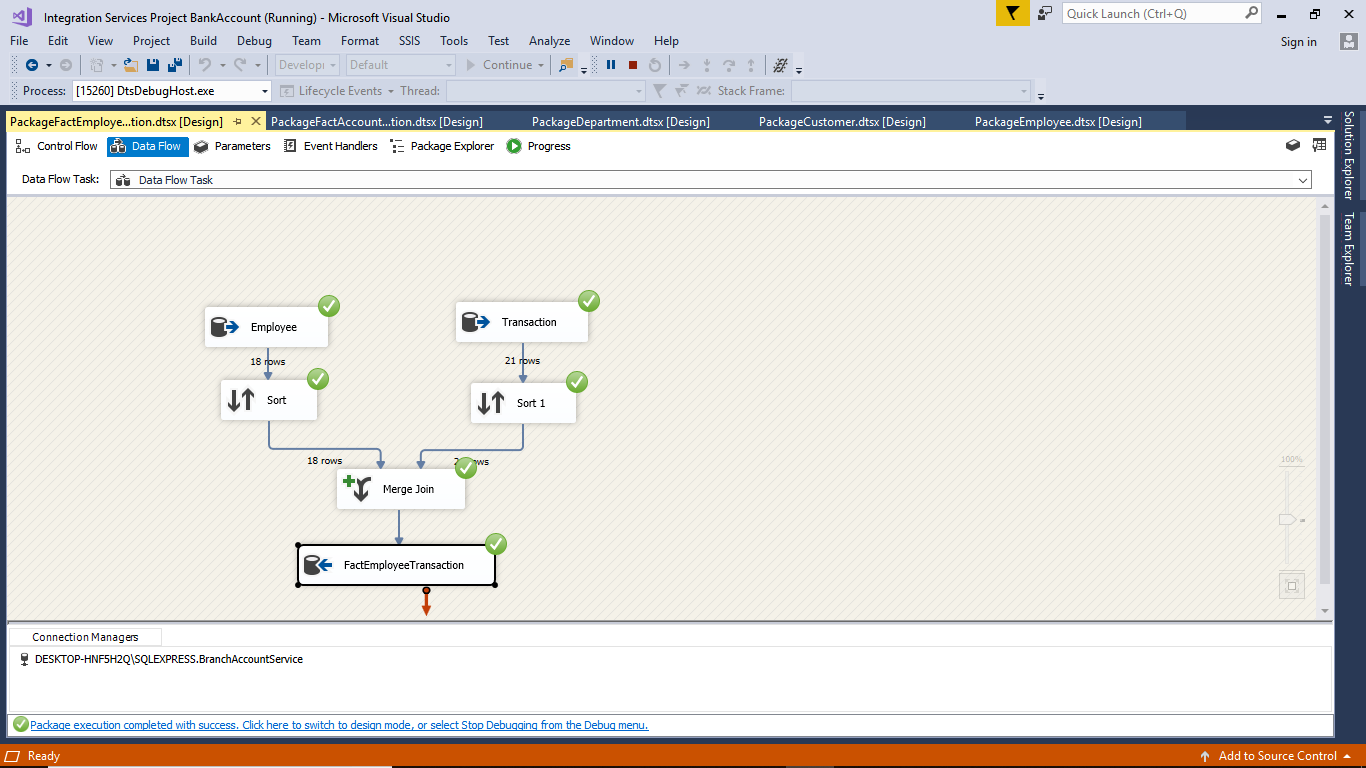 Integration Services Project BankAccount (Running) - Microsoft Visual Studio
Quick Launch (Ctrl+Q)
File Edit View Project Build Debug Team Format SSIS Tools Test Analyze Window Help
Sign in
Default Continue
Process: [15260] DtsDebugHost.exe Lifecycle Events Thread: Stack Frame:
PackageFactEmploye...tion.dtsx [Design] PackageFactAccount...tion.dtsx [Design] PackageDepartment.dtsx [Design] PackageCustomer.dtsx [Design] PackageEmployee.dtsx [Design]
Control Flow Data Flow Parameters Event Handlers Package Explorer Progress
Data Flow Task: Data Flow Task
Solution Explorer
Team Explorer
Employee
Transaction
18 rows
21 rows
Sort
Sort 1
18 rows
rows
100%
Merge Join
FactEmployeeTransaction
Connection Managers
DESKTOP-HNF5H2Q\SQLEXPRESS.BranchAccountService
Package execution completed with success. Click here to switch to design mode, or select Stop Debugging from the Debug menu.
Ready
Add to Source Control